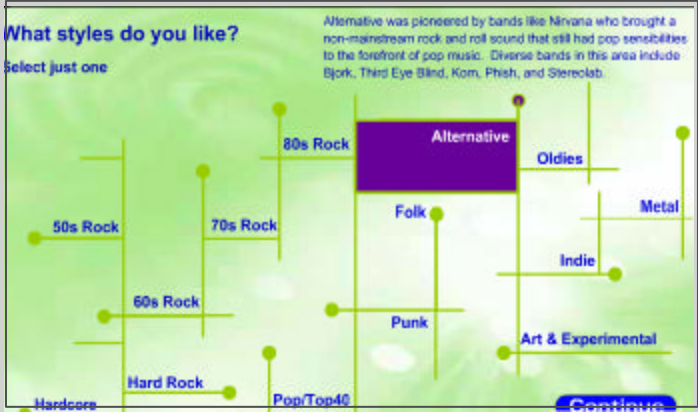 What styles do you like?
Select just one
Alternative was pioneered by bands like Nirvana who brought a
non-mainstream rock and roll sound that still had pop sensibilities
to the forefront of pop music. Diverse bands in this area include
Bjork, Third Eye Blind, Korn, Phish, and Stereolab.
80s Rock
Alternative
Oldies
50s Rock
70s Rock
Folk
Metal
Indie
60s Rock
Punk
Art & Experimental
Hard Rock
Hardcore
Pop/Top40
Continue